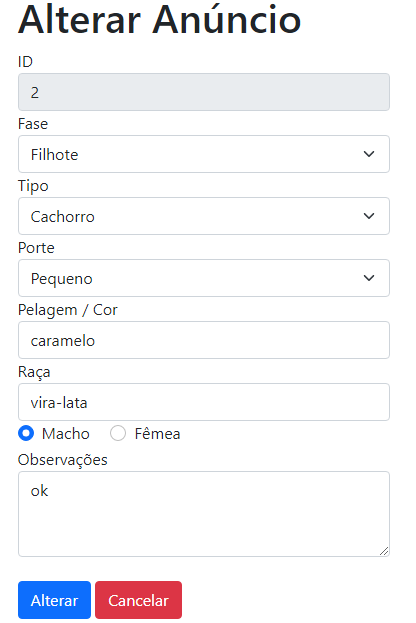 Alterar Anúncio
ID
2
Fase
Filhote
Tipo
Cachorro
Porte
Pequeno
Pelagem / Cor
caramelo
Raça
vira-lata
Macho Fêmea
Observações
ok
Alterar Cancelar